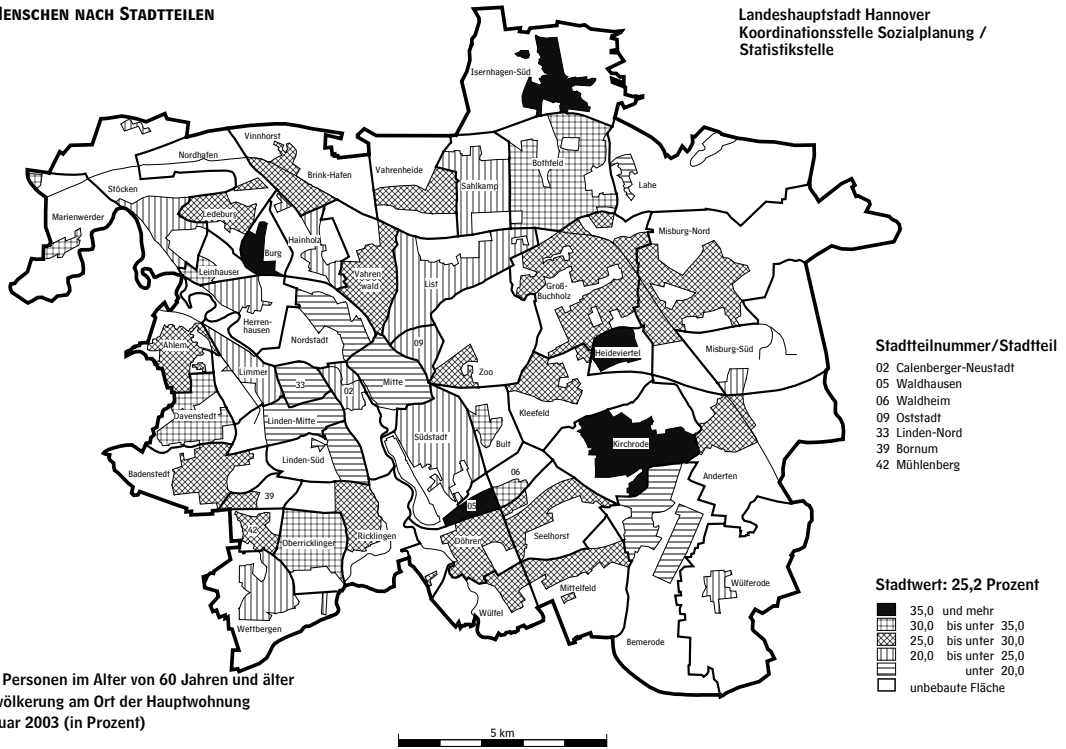 MENSCHEN NACH STADTTEILEN
Landeshauptstadt Hannover
Koordinationsstelle Sozialplanung /
Statistikstelle
Isernhagen-Süd
Vinnhorst
Nordhafen
Brink-Hafen
Vahrenheide
Bothfeld
Sahlkamp
Lahe
Stöcken
Marienwerder
Ledeburg
Burg
Hainholz
Misburg-Nord
Leinhausen
Vahren
wald
List
Groß-
Buchholz
Herren-
hausen
Nordstadt
09
Heideviertel
Misburg-Süd
Ahlem
Limmer
33
02
Mitte
Zoo
Davenstedt
Linden-Mitte
Kleefeld
Südstadt
Bult
Kirchrode
Badenstedt
Linden-Süd
06
Anderten
39
05
42
Oberricklingen
Ricklingen
Döhren
Seelhorst
Mittelfeld
Wülferode
Wettbergen
Wülfel
Bemerode
Stadtteilnummer/Stadtteil
02 Calenberger-Neustadt
05 Waldhausen
06 Waldheim
09 Oststadt
33 Linden-Nord
39 Bornum
42 Mühlenberg
Stadtwert: 25,2 Prozent
35,0 und mehr
30,0 bis unter 35,0
25,0 bis unter 30,0
20,0 bis unter 25,0
unter 20,0
unbebaute Fläche
Personen im Alter von 60 Jahren und älter
völkerung am Ort der Hauptwohnung
uar 2003 (in Prozent)
5 km